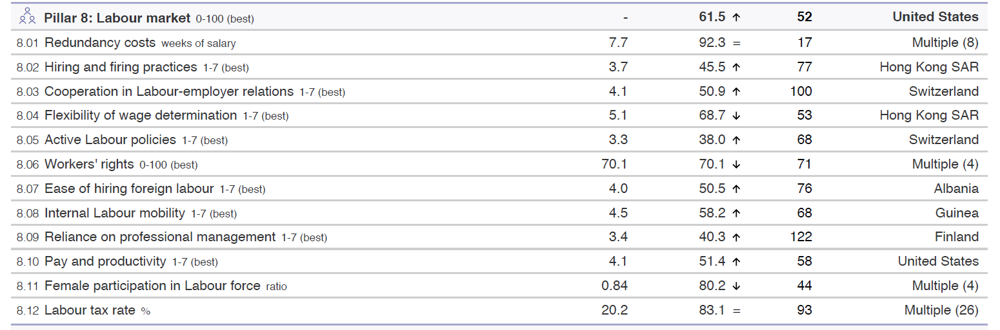 Pillar 8: Labour market 0-100 (best) - 61.5 ↑ 52 United States
8.01 Redundancy costs weeks of salary 7.7 92.3 = 17 Multiple (8)
8.02 Hiring and firing practices 1-7 (best) 3.7 45.5 ↑ 77 Hong Kong SAR
8.03 Cooperation in Labour-employer relations 1-7 (best) 4.1 50.9 ↑ 100 Switzerland
8.04 Flexibility of wage determination 1-7 (best) 5.1 68.7 ↓ 53 Hong Kong SAR
8.05 Active Labour policies 1-7 (best) 3.3 38.0 ↑ 68 Switzerland
8.06 Workers' rights 0-100 (best) 70.1 70.1 ↓ 71 Multiple (4)
8.07 Ease of hiring foreign labour 1-7 (best) 4.0 50.5 ↑ 76 Albania
8.08 Internal Labour mobility 1-7 (best) 4.5 58.2 ↑ 68 Guinea
8.09 Reliance on professional management 1-7 (best) 3.4 40.3 ↑ 122 Finland
8.10 Pay and productivity 1-7 (best) 4.1 51.4 ↑ 58 United States
8.11 Female participation in Labour force ratio 0.84 80.2 ↓ 44 Multiple (4)
8.12 Labour tax rate % 20.2 83.1 = 93 Multiple (26)